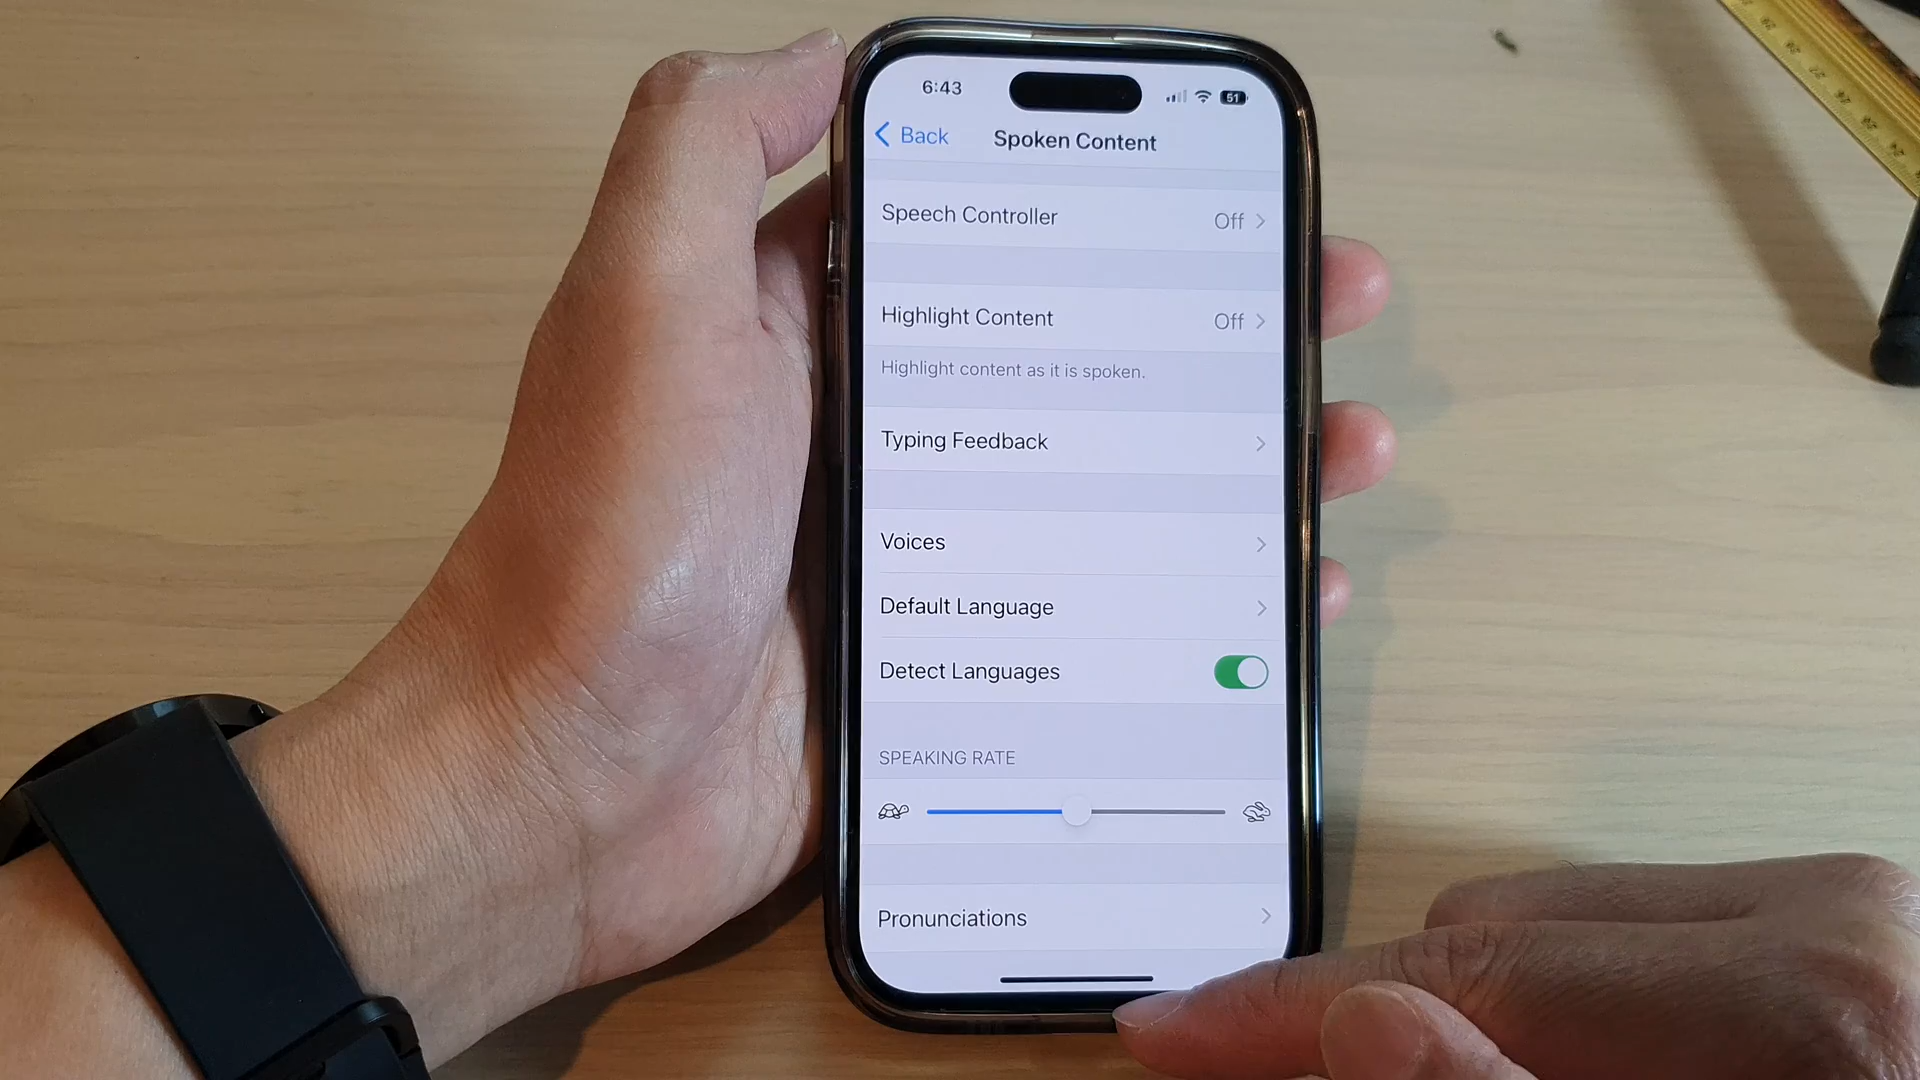 6:43
51
Back
Spoken Content
Speech Controller
Off
Highlight Content
Off
Highlight content as it is spoken.
Typing Feedback
Voices
Default Language
Detect Languages
SPEAKING RATE
Pronunciations